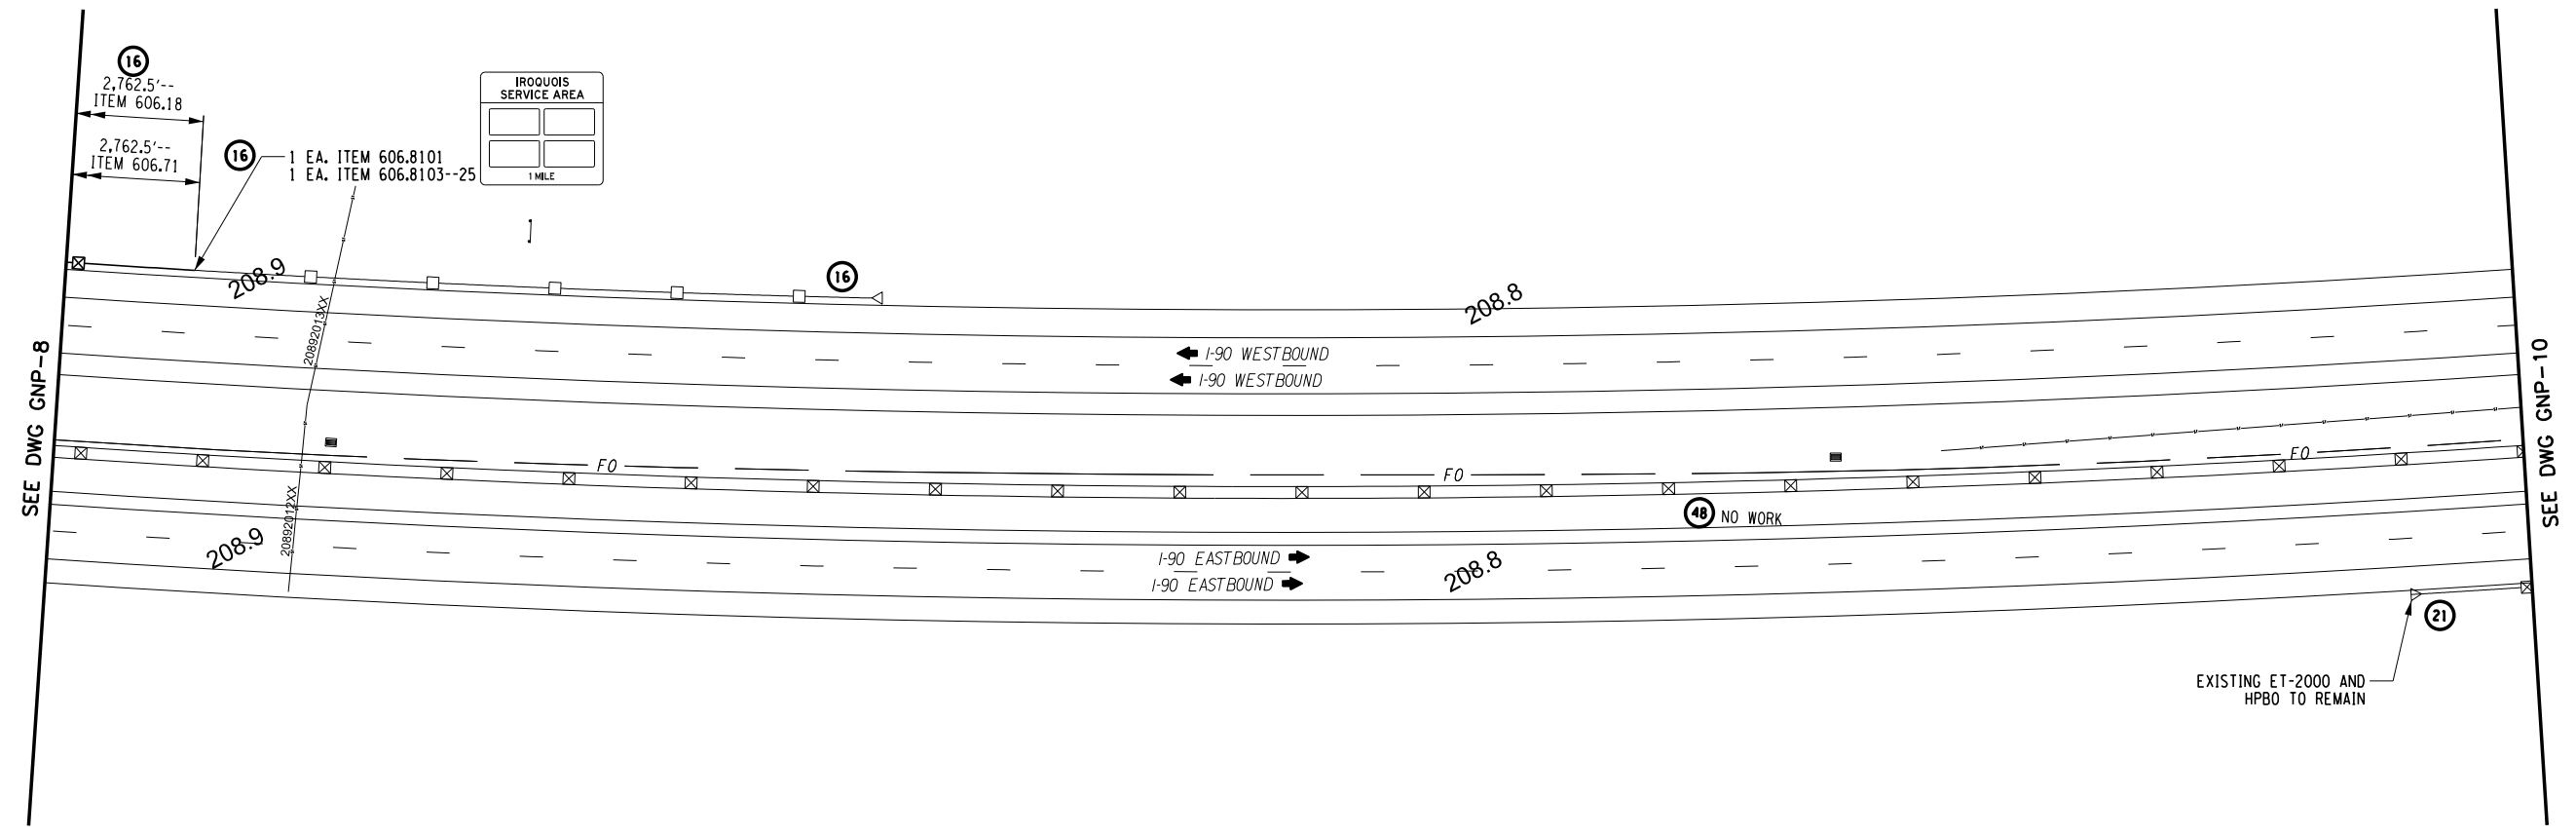 16
2,762.5'--
ITEM 606.18
2,762.5'--
ITEM 606.71
16
1 EA. ITEM 606.8101
1 EA. ITEM 606.8103--25
IROQUOIS
SERVICE AREA
1 MILE
16
208.9
208.8
20892013XX
I-90 WESTBOUND
I-90 WESTBOUND
SEE DWG GNP-8
SEE DWG GNP-10
FO
FO
FO
48 NO WORK
20892012XX
208.9
208.8
I-90 EASTBOUND
I-90 EASTBOUND
21
EXISTING ET-2000 AND
HPBO TO REMAIN